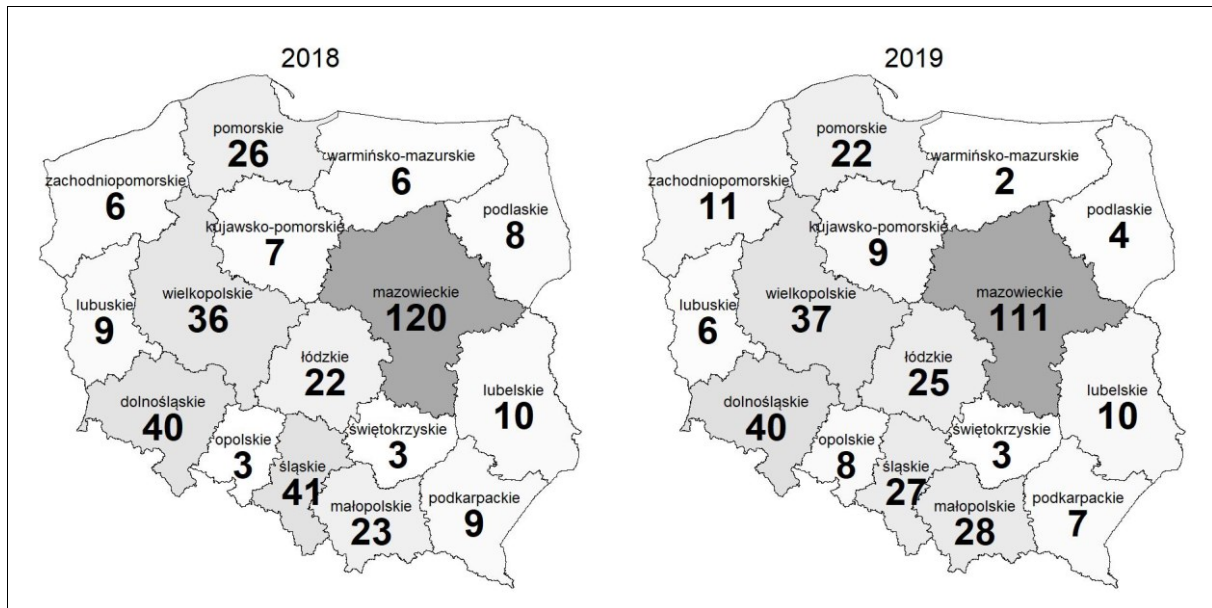 2018
pomorskie
26
warmińsko-mazurskie
6
zachodniopomorskie
6
podlaskie
8
kujawsko-pomorskie
7
mazowieckie
120
wielkopolskie
36
lubuskie
9
łódzkie
22
lubelskie
10
dolnośląskie
40
opolskie
3
świętokrzyskie
3
śląskie
41
małopolskie
23
podkarpackie
9
2019
pomorskie
22
warmińsko-mazurskie
2
zachodniopomorskie
11
podlaskie
4
kujawsko-pomorskie
9
mazowieckie
111
wielkopolskie
37
lubuskie
6
łódzkie
25
lubelskie
10
dolnośląskie
40
opolskie
8
świętokrzyskie
3
śląskie
27
małopolskie
28
podkarpackie
7